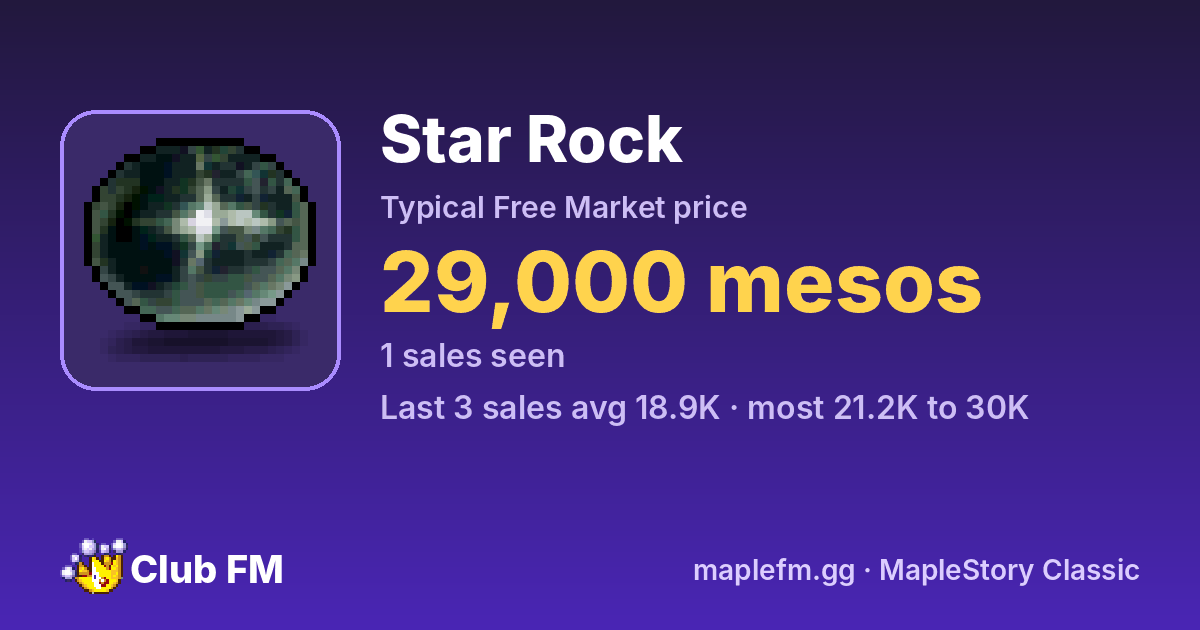 Star Rock
Typical Free Market price
29,000 mesos
1 sales seen
Last 3 sales avg 18.9K · most 21.2K to 30K
Club FM
maplefm.gg · MapleStory Classic